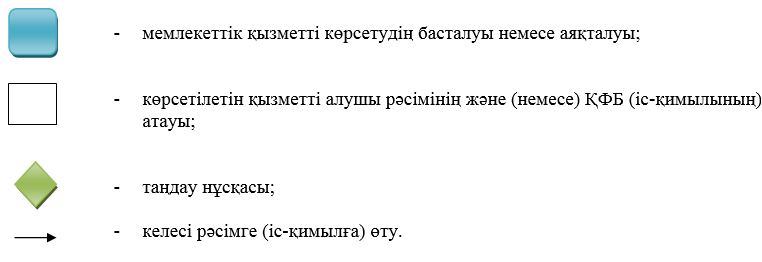 - мемлекеттік қызметті көрсетудің басталуы немесе аяқталуы;
- көрсетілетін қызметті алушы рәсімінің және (немесе) ҚФБ (іс-қимылының)
атауы;
- таңдау нұсқасы;
- келесі рәсімге (іс-қимылға) өту.